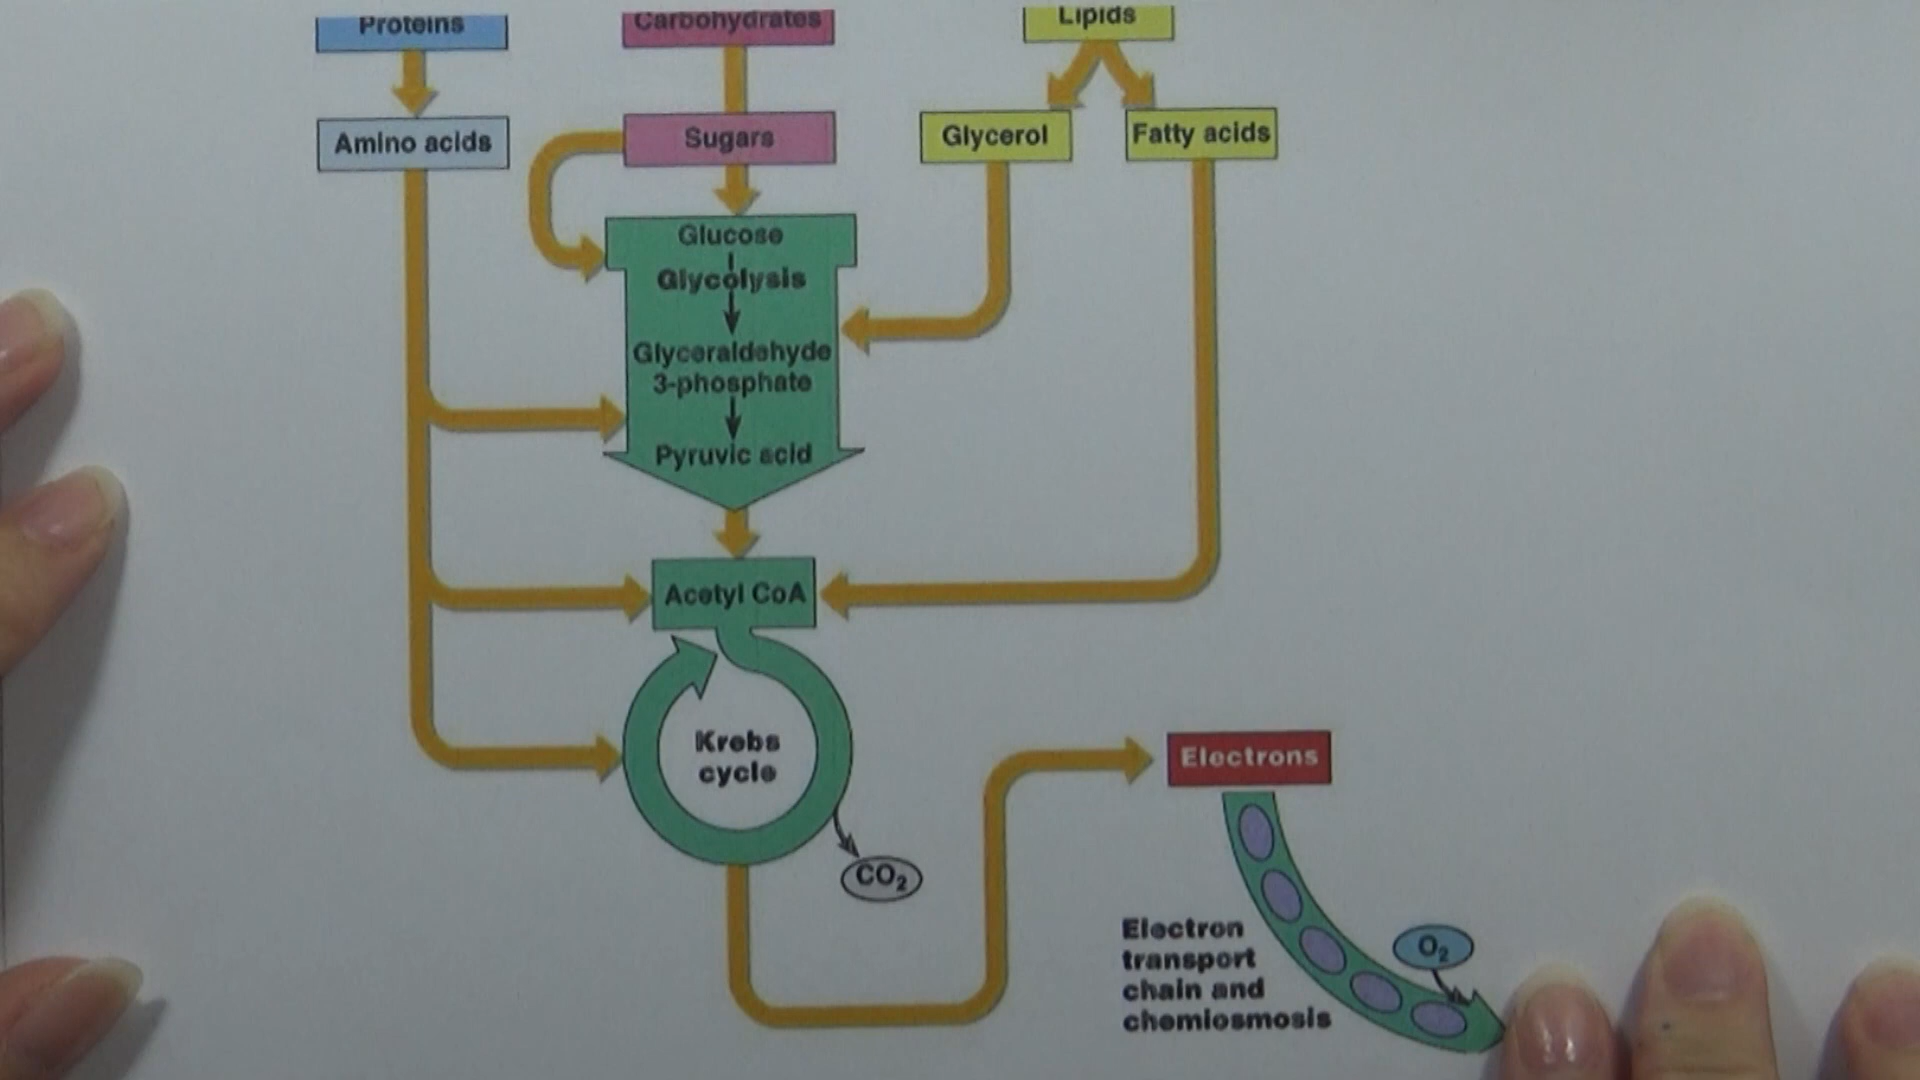 Proteins
Carbohydrates
Lipids
Amino acids
Sugars
Glycerol
Fatty acids
Glucose
Glycolysis
Glyceraldehyde
3-phosphate
Pyruvic acid
Acetyl CoA
Krebs
cycle
CO₂
Electrons
Electron
transport
chain and
chemiosmosis
O₂